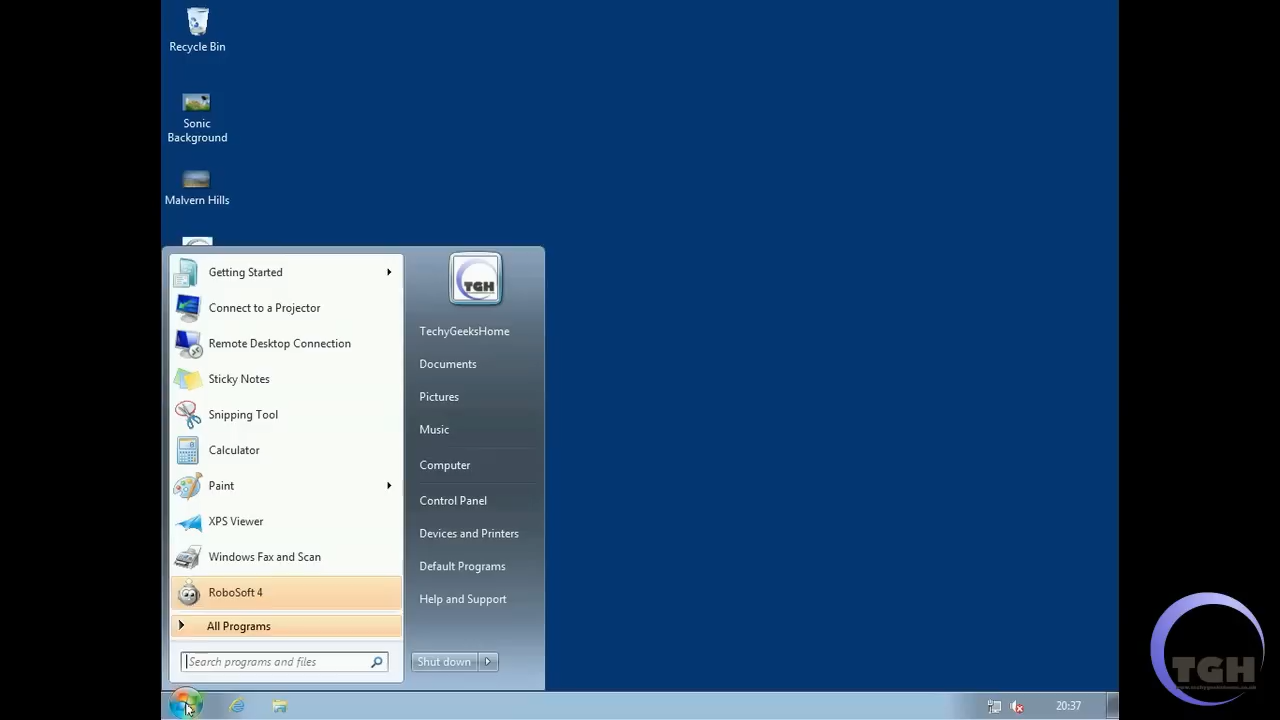 Recycle Bin
Sonic
Background
Malvern Hills
Getting Started
Connect to a Projector
Remote Desktop Connection
Sticky Notes
Snipping Tool
Calculator
Paint
XPS Viewer
Windows Fax and Scan
RoboSoft 4
All Programs
Search programs and files
TGH
TechyGeeksHome
Documents
Pictures
Music
Computer
Control Panel
Devices and Printers
Default Programs
Help and Support
Shut down
20:37
TGH